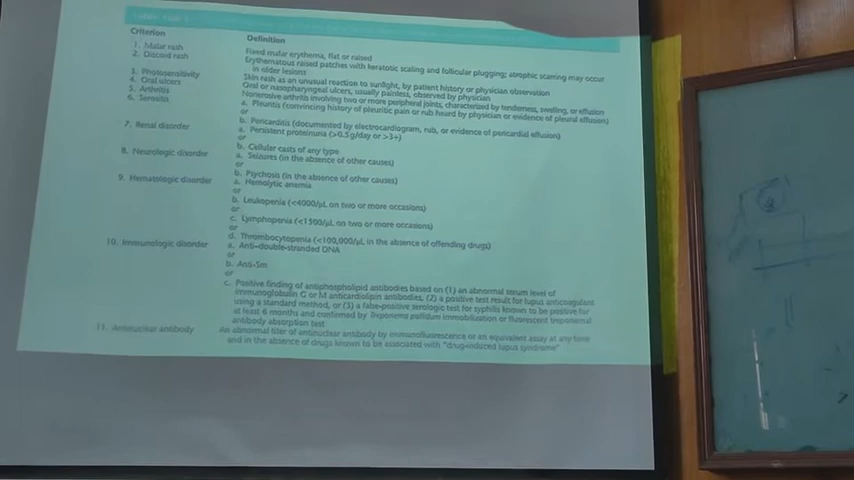 Criterion Definition
1. Malar rash Fixed malar erythema, flat or raised
2. Discoid rash Erythematous raised patches with keratotic scaling and follicular plugging; atrophic scarring may occur
in older lesions
3. Photosensitivity Skin rash as an unusual reaction to sunlight, by patient history or physician observation
4. Oral ulcers Oral or nasopharyngeal ulcers, usually painless, observed by physician
5. Arthritis Nonerosive arthritis involving two or more peripheral joints, characterized by tenderness, swelling, or effusion
6. Serositis a. Pleuritis (convincing history of pleuritic pain or rub heard by physician or evidence of pleural effusion)
or
b. Pericarditis (documented by electrocardiogram, rub, or evidence of pericardial effusion)
7. Renal disorder a. Persistent proteinuria (>0.5 g/day or >3+)
or
b. Cellular casts of any type
8. Neurologic disorder a. Seizures (in the absence of other causes)
or
b. Psychosis (in the absence of other causes)
9. Hematologic disorder a. Hemolytic anemia
or
b. Leukopenia (<4000/μL on two or more occasions)
or
c. Lymphopenia (<1500/μL on two or more occasions)
or
d. Thrombocytopenia (<100,000/μL in the absence of offending drugs)
10. Immunologic disorder a. Anti-double-stranded DNA
or
b. Anti-Sm
or
c. Positive finding of antiphospholipid antibodies based on (1) an abnormal serum level of
immunoglobulin G or M anticardiolipin antibodies, (2) a positive test result for lupus anticoagulant
using a standard method, or (3) a false-positive serologic test for syphilis known to be positive for
at least 6 months and confirmed by Treponema pallidum immobilization or fluorescent treponemal
antibody absorption test
11. Antinuclear antibody An abnormal titer of antinuclear antibody by immunofluorescence or an equivalent assay at any time
and in the absence of drugs known to be associated with "drug-induced lupus syndrome"